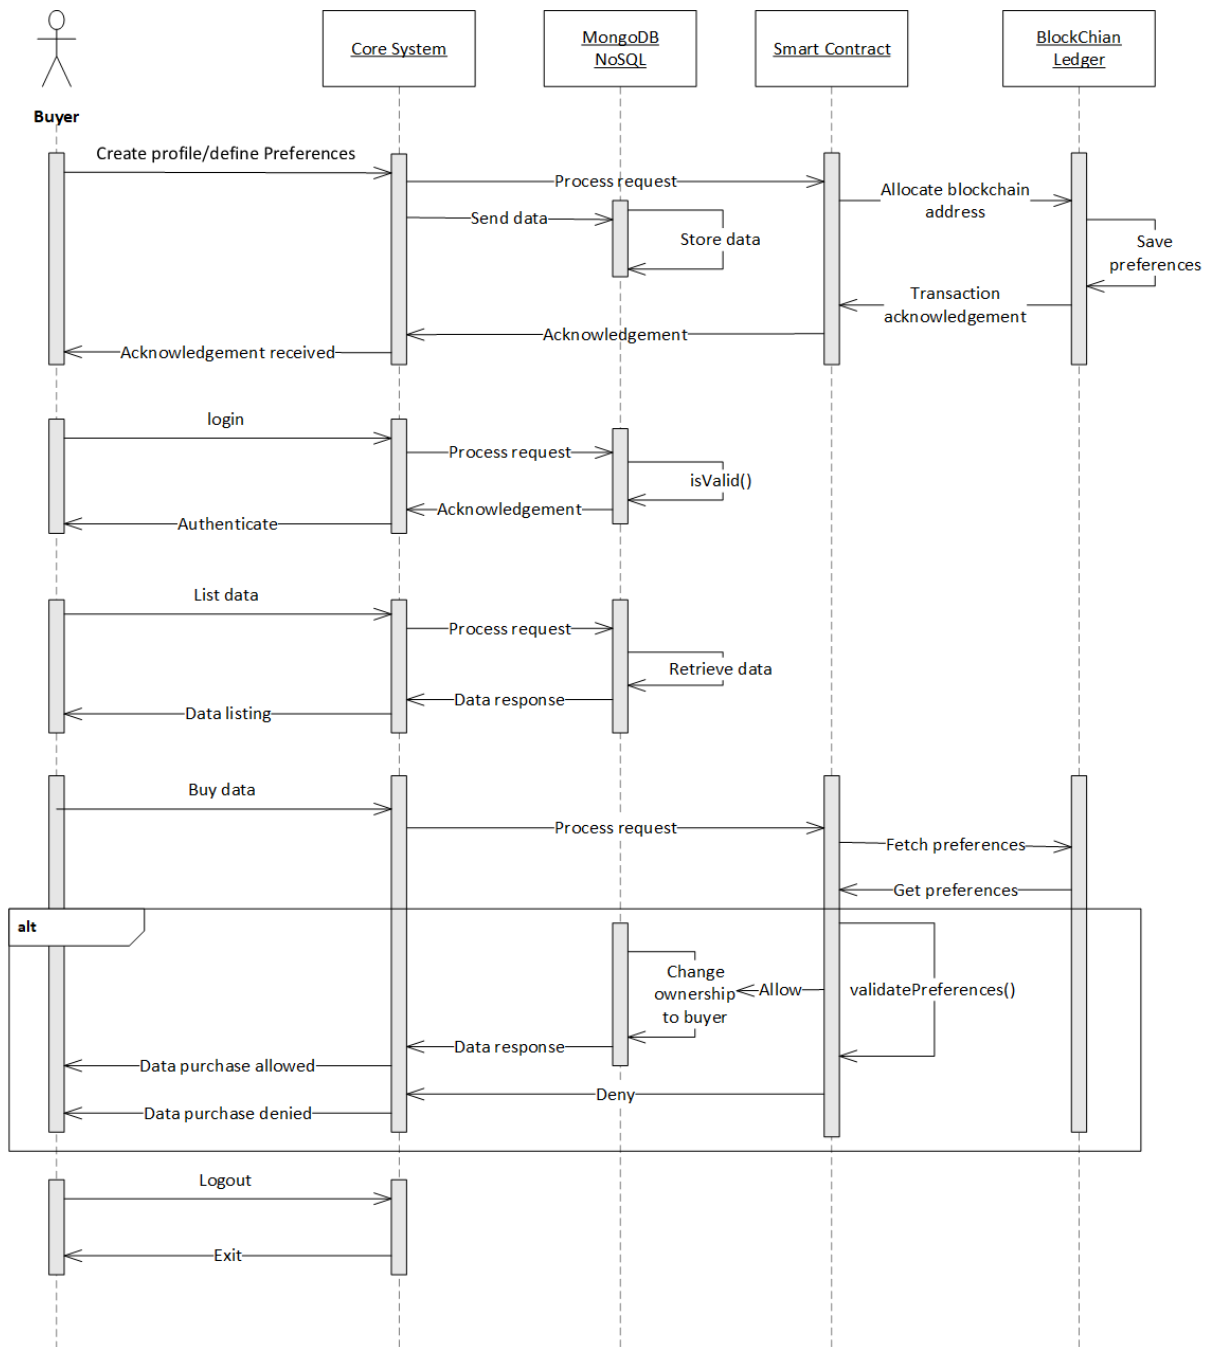 Buyer
Core System
MongoDB
NoSQL
Smart Contract
BlockChian
Ledger
Create profile/define Preferences
Process request
Allocate blockchain
address
Send data
Store data
Save
preferences
Transaction
acknowledgement
Acknowledgement
Acknowledgement received
login
Process request
isValid()
Acknowledgement
Authenticate
List data
Process request
Retrieve data
Data response
Data listing
Buy data
Process request
Fetch preferences
Get preferences
alt
Change
ownership
to buyer
Allow
validatePreferences()
Data response
Data purchase allowed
Deny
Data purchase denied
Logout
Exit